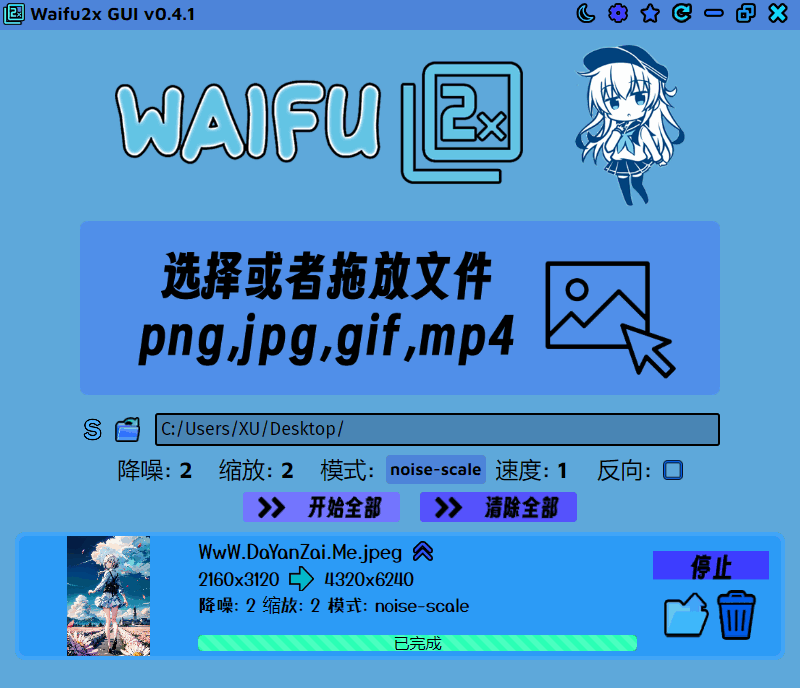 Waifu2x GUI v0.4.1
WAIFU 2x
选择或者拖放文件
png,jpg,gif,mp4
S C:/Users/XU/Desktop/
降噪: 2 缩放: 2 模式: noise-scale 速度: 1 反向:
开始全部 清除全部
WwW.DaYanZai.Me.jpeg
停止
2160x3120 4320x6240
降噪: 2 缩放: 2 模式: noise-scale
已完成